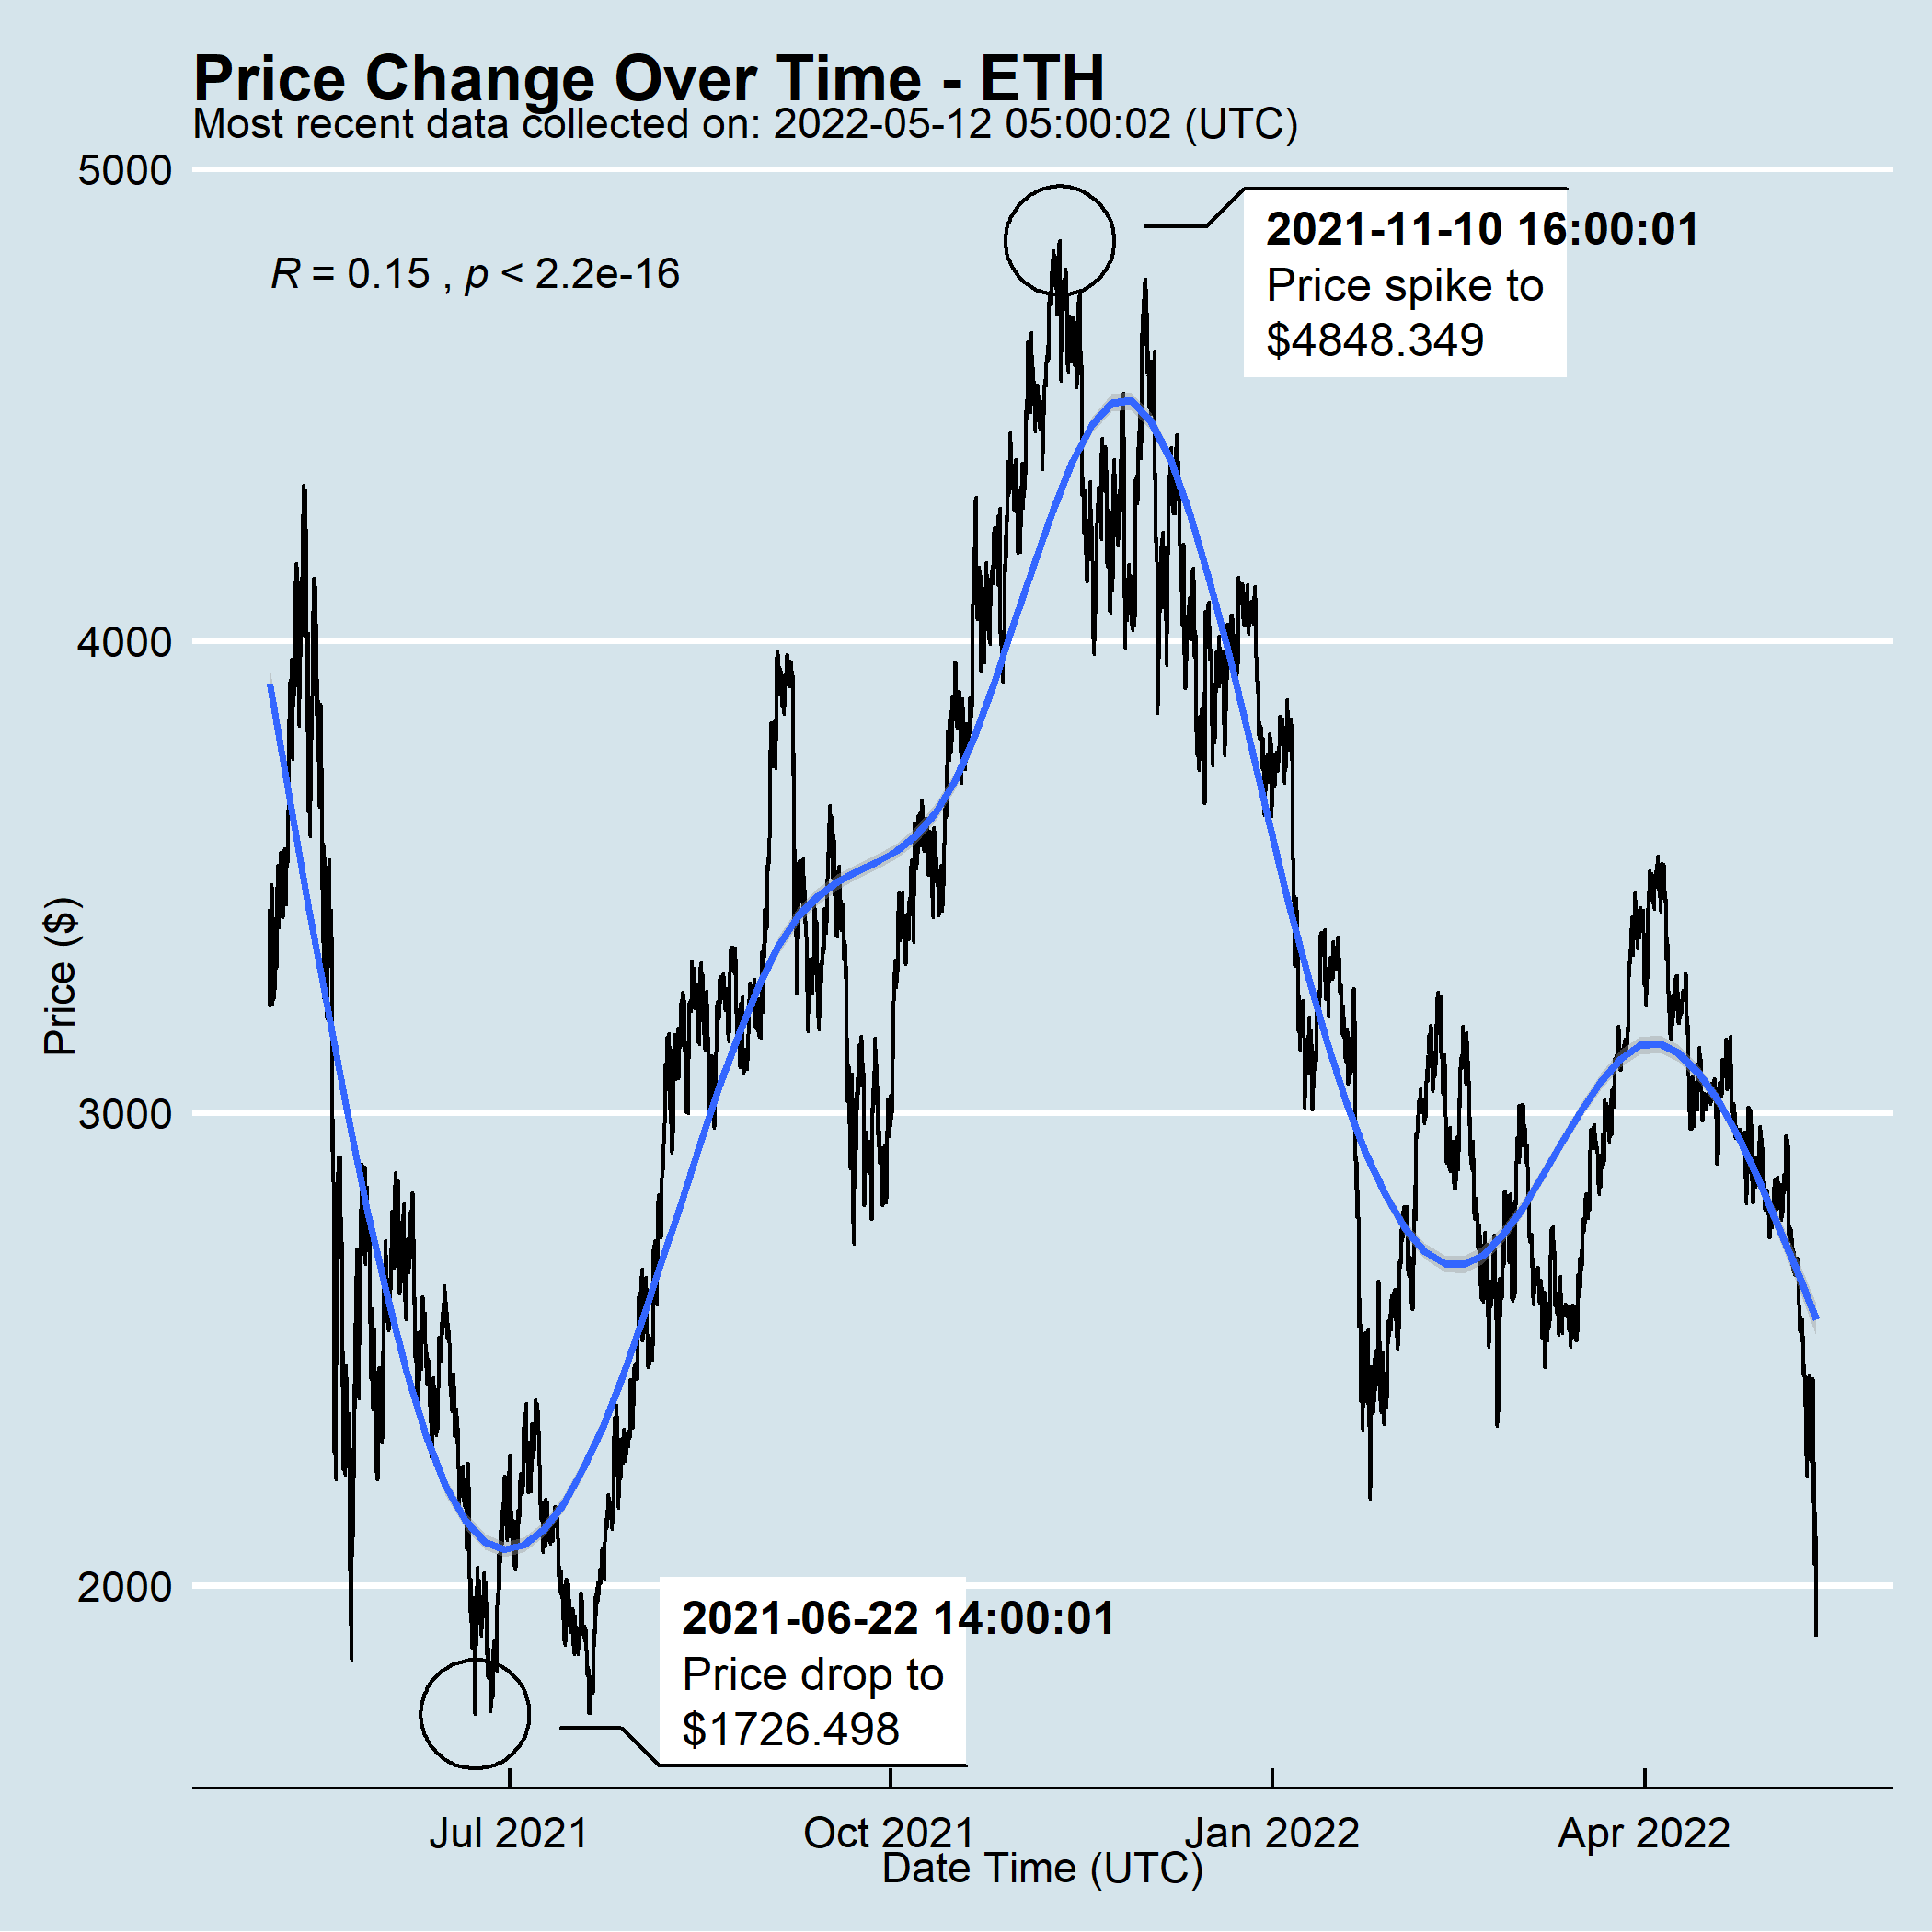 Price Change Over Time - ETH
Most recent data collected on: 2022-05-12 05:00:02 (UTC)
5000
2021-11-10 16:00:01
Price spike to
$4848.349
R = 0.15 , p < 2.2e-16
4000
Price ($)
3000
2000
2021-06-22 14:00:01
Price drop to
$1726.498
Jul 2021 Oct 2021 Jan 2022 Apr 2022
Date Time (UTC)